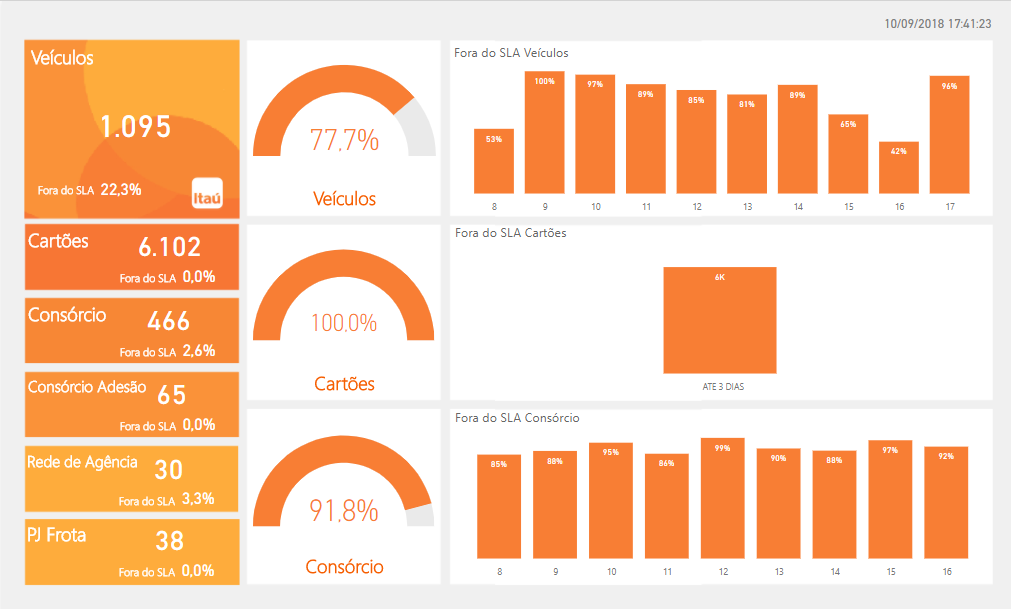 10/09/2018 17:41:23
Veículos
1.095
Fora do SLA 22,3%
Itaú
Cartões
6.102
Fora do SLA 0,0%
Consórcio
466
Fora do SLA 2,6%
Consórcio Adesão
65
Fora do SLA 0,0%
Rede de Agência
30
Fora do SLA 3,3%
PJ Frota
38
Fora do SLA 0,0%
77,7%
Veículos
100,0%
Cartões
91,8%
Consórcio
Fora do SLA Veículos
53% 100% 97% 89% 85% 81% 89% 65% 42% 96%
8 9 10 11 12 13 14 15 16 17
Fora do SLA Cartões
6K
ATE 3 DIAS
Fora do SLA Consórcio
85% 88% 95% 86% 99% 90% 88% 97% 92%
8 9 10 11 12 13 14 15 16